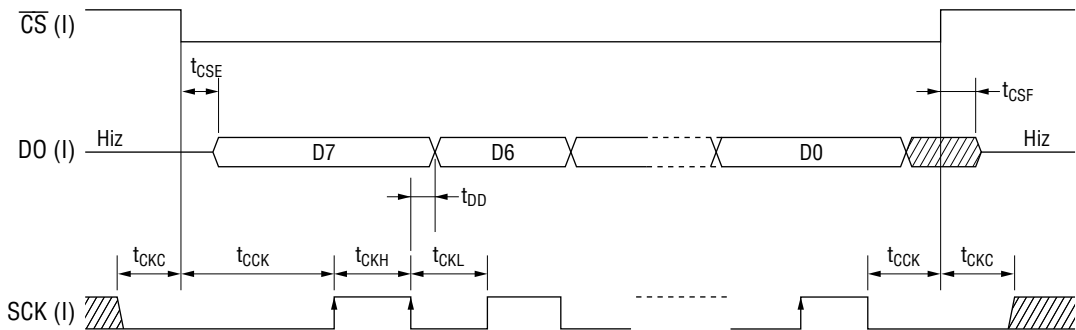 CS (I)
tCSE
tCSF
DO (I)
Hiz
D7
D6
D0
Hiz
tDD
tCKC
tCCK
tCKH
tCKL
tCCK
tCKC
SCK (I)